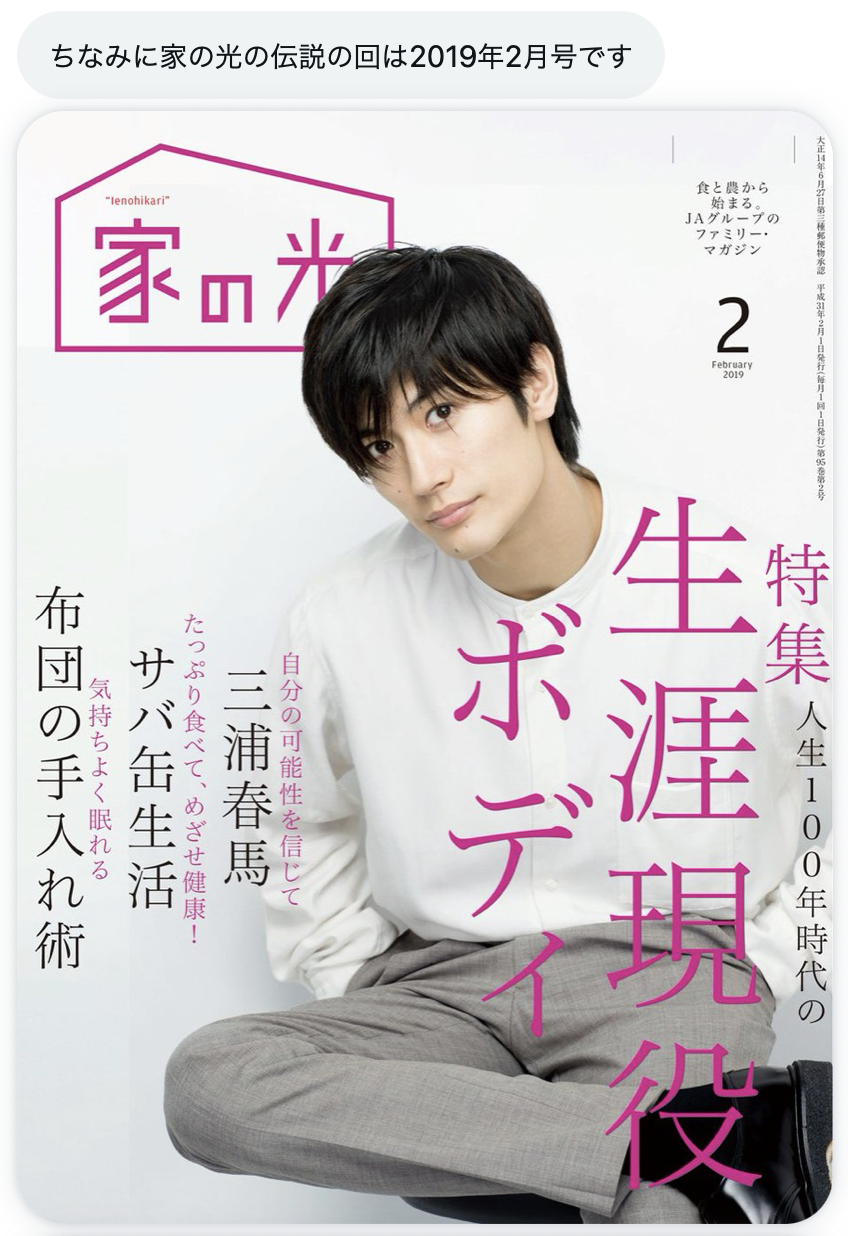 ちなみに家の光の伝説の回は2019年2月号です
“Ienohikari”
家の光
食と農から
始まる。
JAグループの
ファミリー・
マガジン
2
February
2019
大正14年6月27日第三種郵便物承認　平成31年2月1日発行(毎月1回1日発行)第95巻第2号
特集
人生100年時代の
生涯現役
ボディ
自分の可能性を信じて
三浦春馬
たっぷり食べて、めざせ健康!
サバ缶生活
気持ちよく眠れる
布団の手入れ術